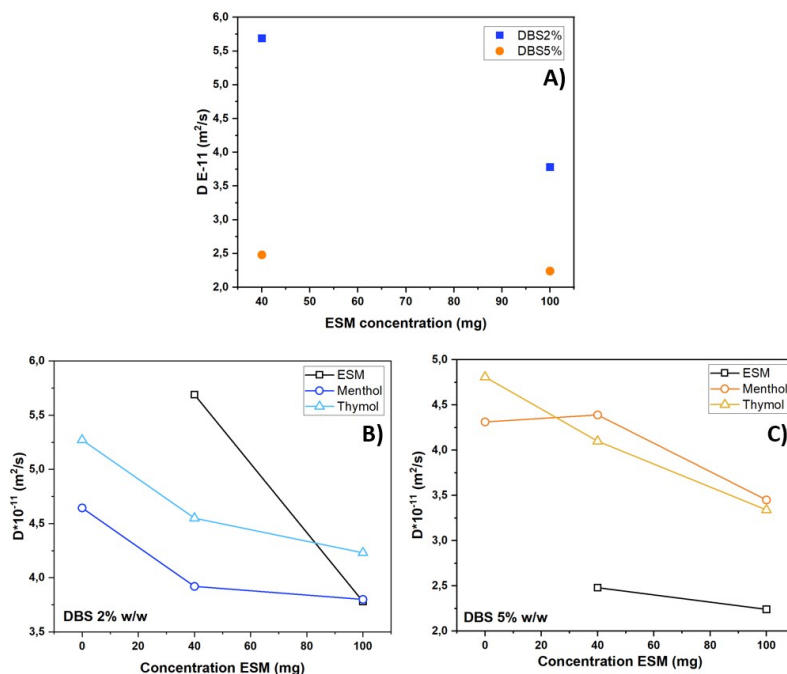 6,0
5,5
5,0
4,5
4,0
3,5
3,0
2,5
2,0
D E-11 (m²/s)
DBS2%
DBS5%
A)
40 50 60 70 80 90 100
ESM concentration (mg)
6,0
5,5
5,0
4,5
4,0
3,5
D*10⁻¹¹ (m²/s)
ESM
Menthol
Thymol
B)
DBS 2% w/w
0 20 40 60 80 100
Concentration ESM (mg)
5,0
4,5
4,0
3,5
3,0
2,5
2,0
D*10⁻¹¹ (m²/s)
ESM
Menthol
Thymol
C)
DBS 5% w/w
0 20 40 60 80 100
Concentration ESM (mg)